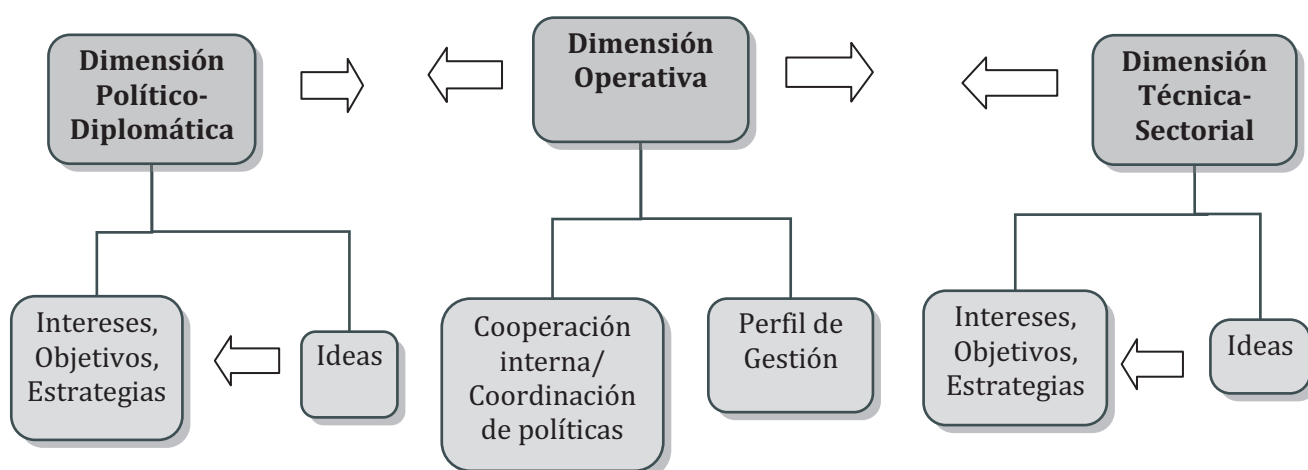 Dimensión
Político-
Diplomática
Dimensión
Operativa
Dimensión
Técnica-
Sectorial
Intereses,
Objetivos,
Estrategias
Ideas
Cooperación
interna/
Coordinación
de políticas
Perfil de
Gestión
Intereses,
Objetivos,
Estrategias
Ideas